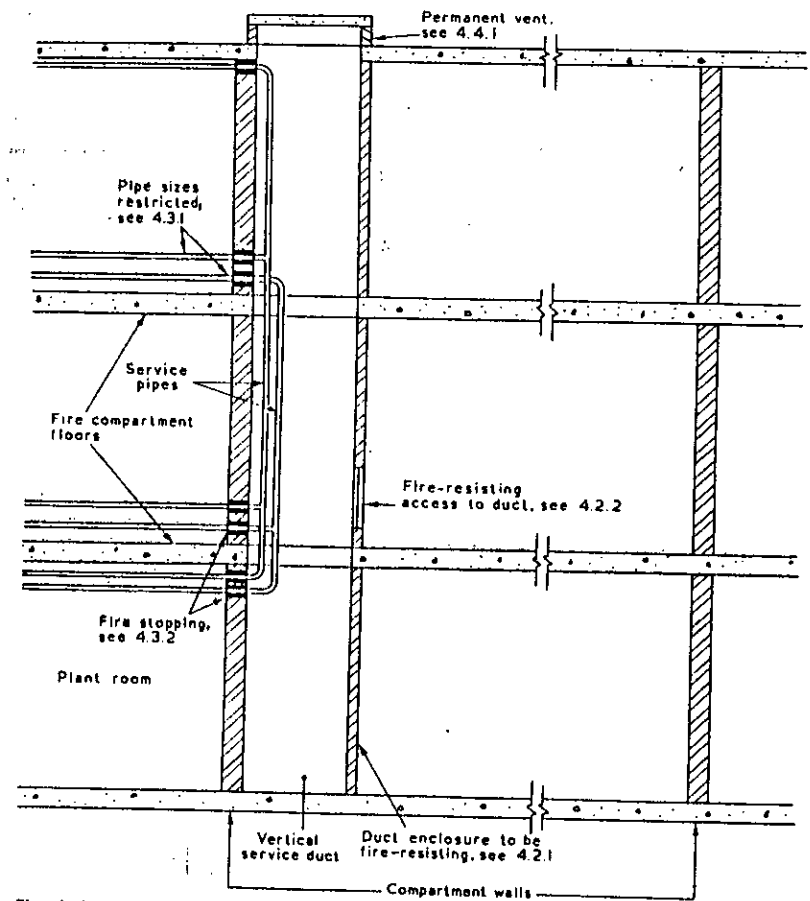 Permanent vent.
see 4.4.1
Pipe sizes
restricted,
see 4.3.1
Service
pipes
Fire compartment
floors
Fire-resisting
access to duct, see 4.2.2
Fire stopping,
see 4.3.2
Plant room
Vertical
service duct
Duct enclosure to be
fire-resisting, see 4.2.1
Compartment walls